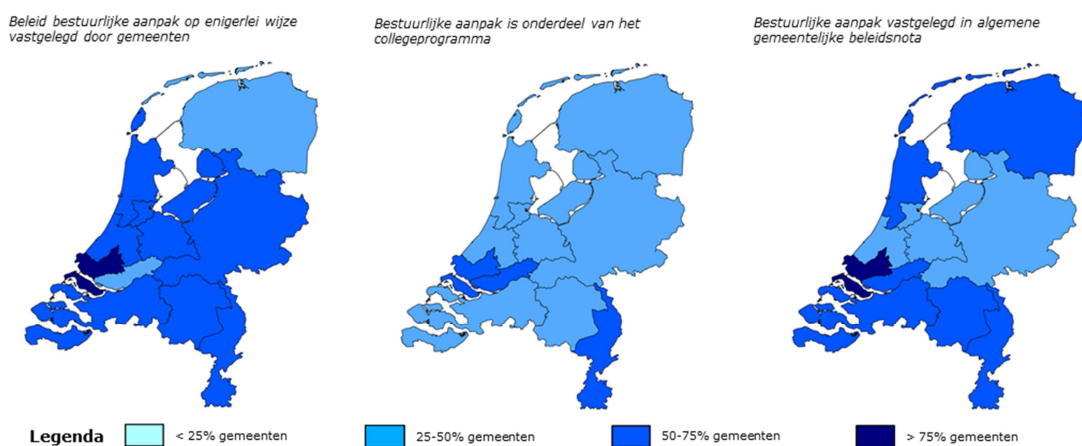 Beleid bestuurlijke aanpak op enigerlei wijze
vastgelegd door gemeenten
Bestuurlijke aanpak is onderdeel van het
collegeprogramma
Bestuurlijke aanpak vastgelegd in algemene
gemeentelijke beleidsnota
Legenda
< 25% gemeenten
25-50% gemeenten
50-75% gemeenten
> 75% gemeenten